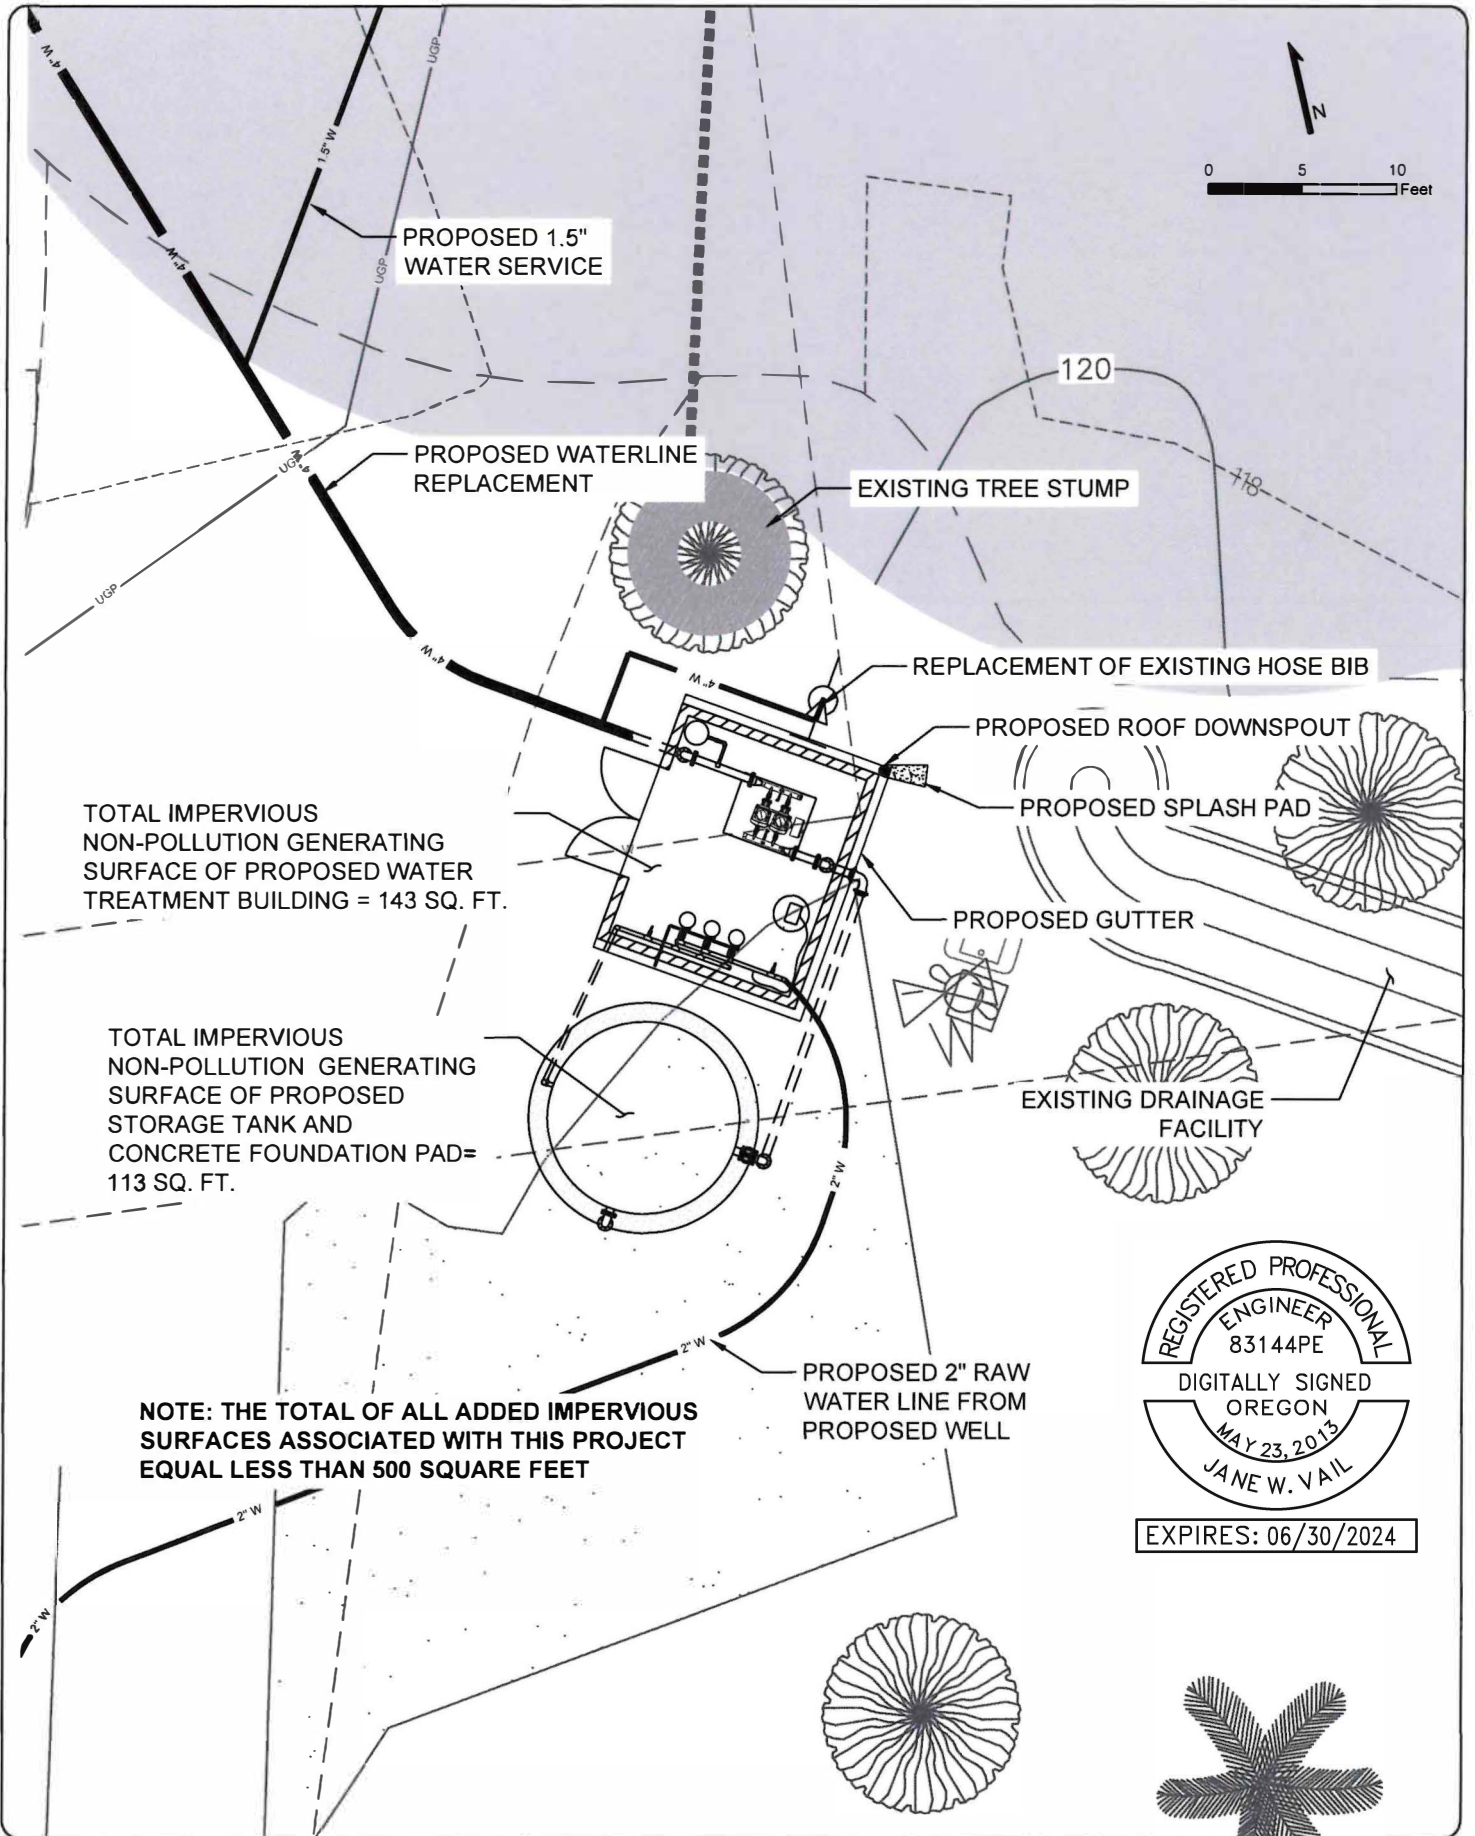 4" W
1.5" W
UGP
N
0 5 10
Feet
4" W
PROPOSED 1.5"
WATER SERVICE
UGP
120
PROPOSED WATERLINE
REPLACEMENT
UGP
4"
118
EXISTING TREE STUMP
UGP
4" W
4" W
REPLACEMENT OF EXISTING HOSE BIB
PROPOSED ROOF DOWNSPOUT
PROPOSED SPLASH PAD
TOTAL IMPERVIOUS
NON-POLLUTION GENERATING
SURFACE OF PROPOSED WATER
TREATMENT BUILDING = 143 SQ. FT.
W
PROPOSED GUTTER
TOTAL IMPERVIOUS
NON-POLLUTION GENERATING
SURFACE OF PROPOSED
STORAGE TANK AND
CONCRETE FOUNDATION PAD=
113 SQ. FT.
EXISTING DRAINAGE
FACILITY
2" W
2" W
PROPOSED 2" RAW
WATER LINE FROM
PROPOSED WELL
NOTE: THE TOTAL OF ALL ADDED IMPERVIOUS
SURFACES ASSOCIATED WITH THIS PROJECT
EQUAL LESS THAN 500 SQUARE FEET
2" W
2" W
REGISTERED PROFESSIONAL
ENGINEER
83144PE
DIGITALLY SIGNED
OREGON
MAY 23, 2013
JANE W. VAIL
EXPIRES: 06/30/2024